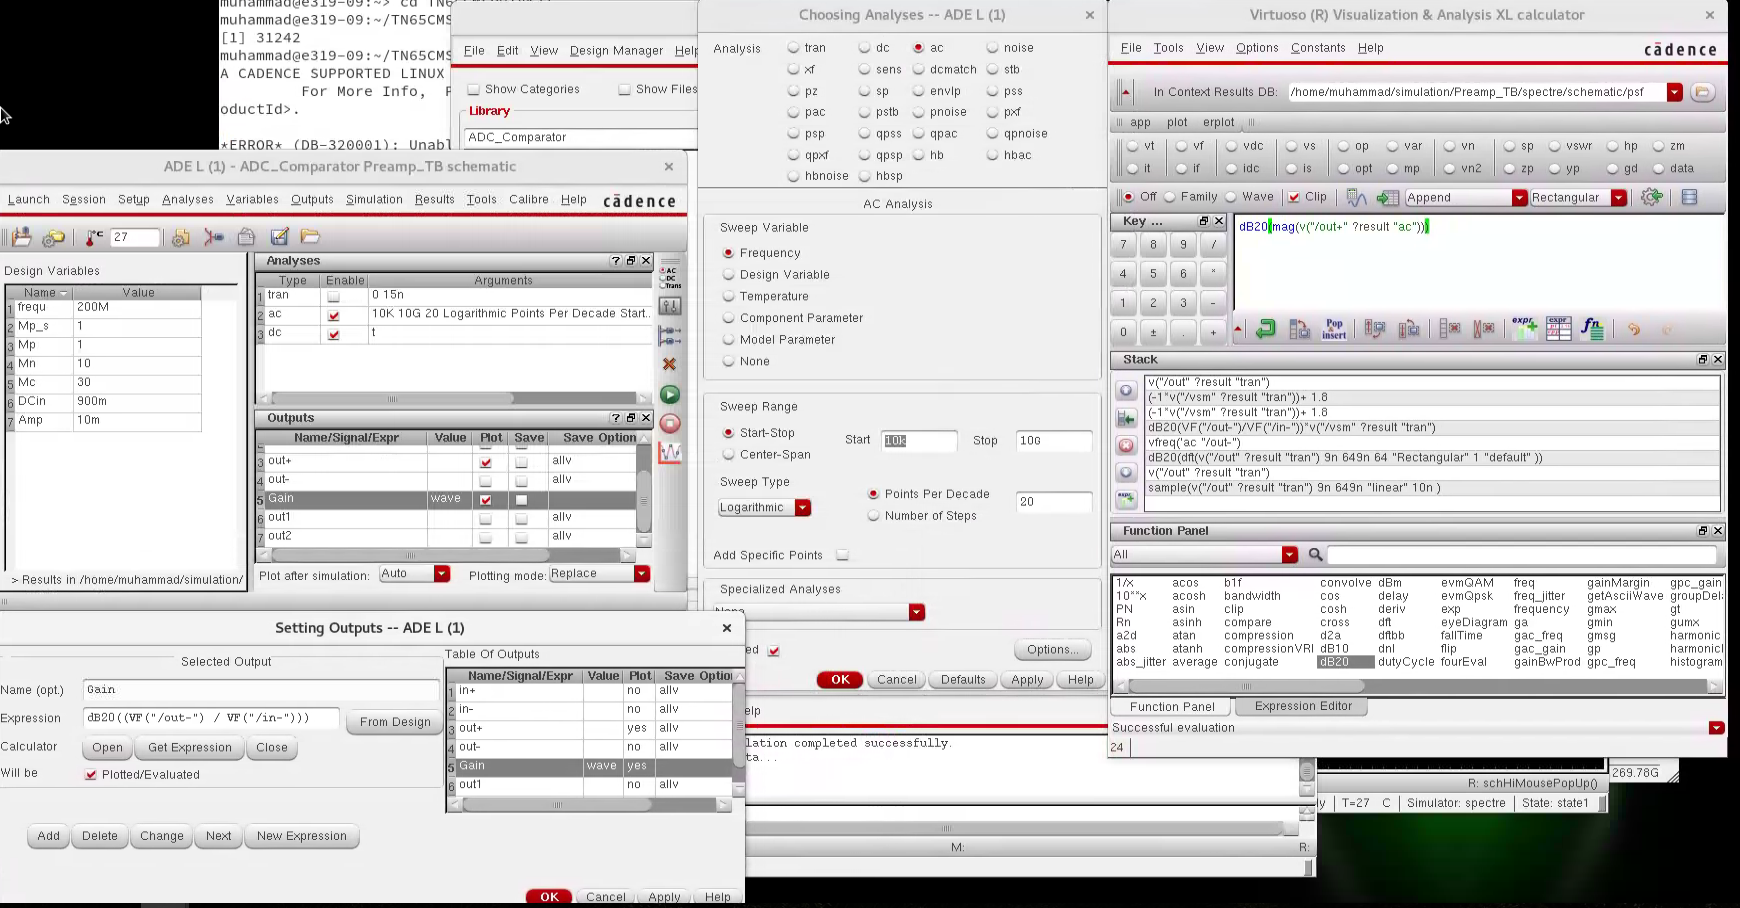 muhammad@e319-09:~> cd TN65
muhammad@e319-09:~/TN65CMS
[1] 31242
muhammad@e319-09:~/TN65CMS
A CADENCE SUPPORTED LINUX
For More Info,
oductId>.
*ERROR* (DB-320001): Unabl
File Edit View Design Manager Help
Show Categories Show Files
Library
ADC_Comparator
ADE L (1) - ADC_Comparator Preamp_TB schematic
Launch Session Setup Analyses Variables Outputs Simulation Results Tools Calibre Help cādence
27
Design Variables
Name Value
1 frequ 200M
2 Mp_s 1
3 Mp 1
4 Mn 10
5 Mc 30
6 DCin 900m
7 Amp 10m
> Results in /home/muhammad/simulation/
Analyses
Type Enable Arguments
1 tran 0 15n
2 ac 10K 10G 20 Logarithmic Points Per Decade Start..
3 dc t
AC
DC
Trans
Outputs
Name/Signal/Expr Value Plot Save Save Option
3 out+ allv
4 out- allv
5 Gain wave
6 out1 allv
7 out2 allv
Plot after simulation: Auto Plotting mode: Replace
Setting Outputs -- ADE L (1)
Selected Output
Name (opt.) Gain
Expression dB20((VF("/out-") / VF("/in-"))) From Design
Calculator Open Get Expression Close
Will be Plotted/Evaluated
Table Of Outputs
Name/Signal/Expr Value Plot Save Optio
1 in+ no allv
2 in- no allv
3 out+ yes allv
4 out- no allv
5 Gain wave yes
6 out1 no allv
Add Delete Change Next New Expression
OK Cancel Apply Help
Choosing Analyses -- ADE L (1)
Analysis tran dc ac noise
xf sens dcmatch stb
pz sp envlp pss
pac pstb pnoise pxf
psp qpss qpac qpnoise
qpxf qpsp hb hbac
hbnoise hbsp
AC Analysis
Sweep Variable
Frequency
Design Variable
Temperature
Component Parameter
Model Parameter
None
Sweep Range
Start-Stop Start 10k Stop 10G
Center-Span
Sweep Type
Logarithmic Points Per Decade 20
Number of Steps
Add Specific Points
Specialized Analyses
None
ed Options...
OK Cancel Defaults Apply Help
elp
lation completed successfully.
ta...
M: R:
Virtuoso (R) Visualization & Analysis XL calculator
File Tools View Options Constants Help cādence
In Context Results DB: /home/muhammad/simulation/Preamp_TB/spectre/schematic/psf
app plot erplot
vt vf vdc vs op var vn sp vswr hp zm
it if idc is opt mp vn2 zp yp gd data
Off Family Wave Clip Append Rectangular
Key ...
7 8 9 /
4 5 6 *
1 2 3 -
0 ± . +
dB20(mag(v("/out+" ?result "ac")))
Pop & insert
expr
expr
fn
Stack
v("/out" ?result "tran")
(-1*v("/vsm" ?result "tran"))+ 1.8
(-1*v("/vsm" ?result "tran"))+ 1.8
dB20(VF("/out-")/VF("/in-"))*v("/vsm" ?result "tran")
vfreq('ac "/out-")
dB20(dft(v("/out" ?result "tran") 9n 649n 64 "Rectangular" 1 "default" ))
v("/out" ?result "tran")
sample(v("/out" ?result "tran") 9n 649n "linear" 10n )
Function Panel
All
1/x acos b1f convolve dBm evmQAM freq gainMargin gpc_gain
10**x acosh bandwidth cos delay evmQpsk freq_jitter getAsciiWave groupDel
PN asin clip cosh deriv exp frequency gmax gt
Rn asinh compare cross dft eyeDiagram ga gmin gumx
a2d atan compression d2a dftbb fallTime gac_freq gmsg harmonic
abs atanh compressionVRI dB10 dnl flip gac_gain gp harmonic
abs_jitter average conjugate dB20 dutyCycle fourEval gainBwProd gpc_freq histogram
Function Panel Expression Editor
Successful evaluation
24
269.78G
R: schHiMousePopUp()
ly T=27 C Simulator: spectre State: state1